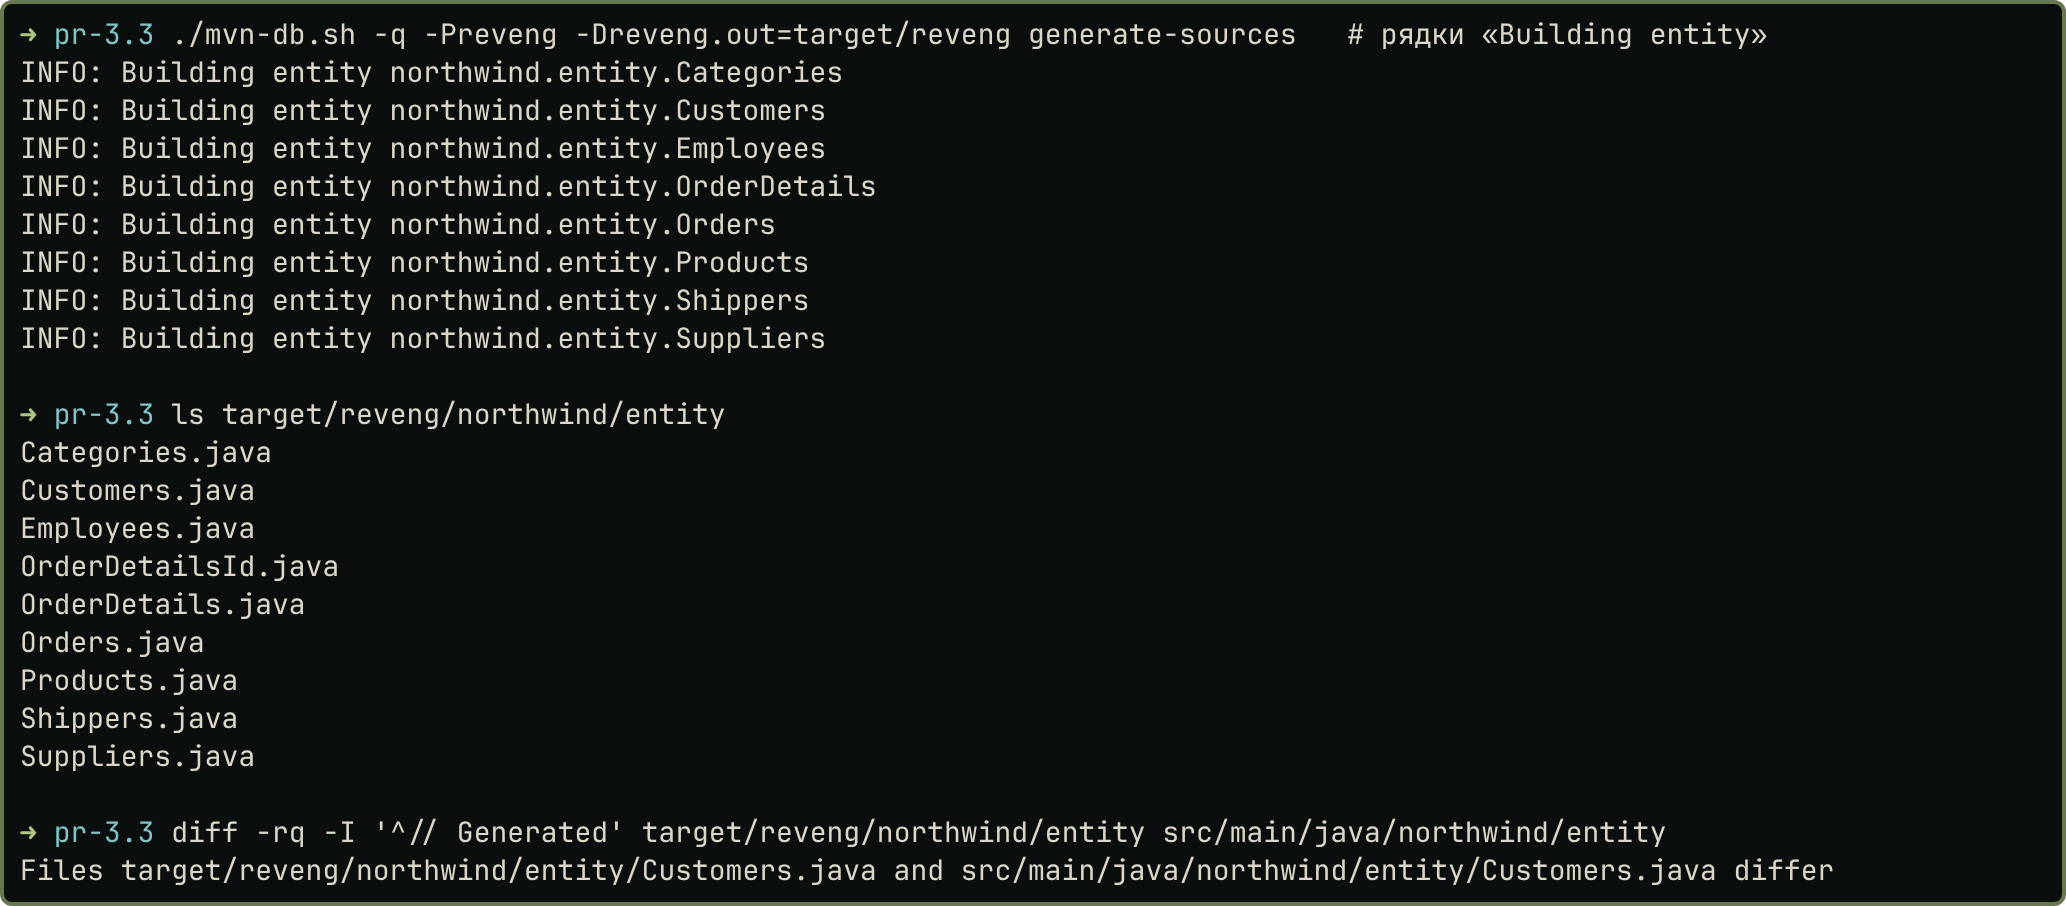 ➜ pr-3.3 ./mvn-db.sh -q -Preveng -Dreveng.out=target/reveng generate-sources   # рядки «Building entity»
INFO: Building entity northwind.entity.Categories
INFO: Building entity northwind.entity.Customers
INFO: Building entity northwind.entity.Employees
INFO: Building entity northwind.entity.OrderDetails
INFO: Building entity northwind.entity.Orders
INFO: Building entity northwind.entity.Products
INFO: Building entity northwind.entity.Shippers
INFO: Building entity northwind.entity.Suppliers
➜ pr-3.3 ls target/reveng/northwind/entity
Categories.java
Customers.java
Employees.java
OrderDetailsId.java
OrderDetails.java
Orders.java
Products.java
Shippers.java
Suppliers.java
➜ pr-3.3 diff -rq -I '^// Generated' target/reveng/northwind/entity src/main/java/northwind/entity
Files target/reveng/northwind/entity/Customers.java and src/main/java/northwind/entity/Customers.java differ